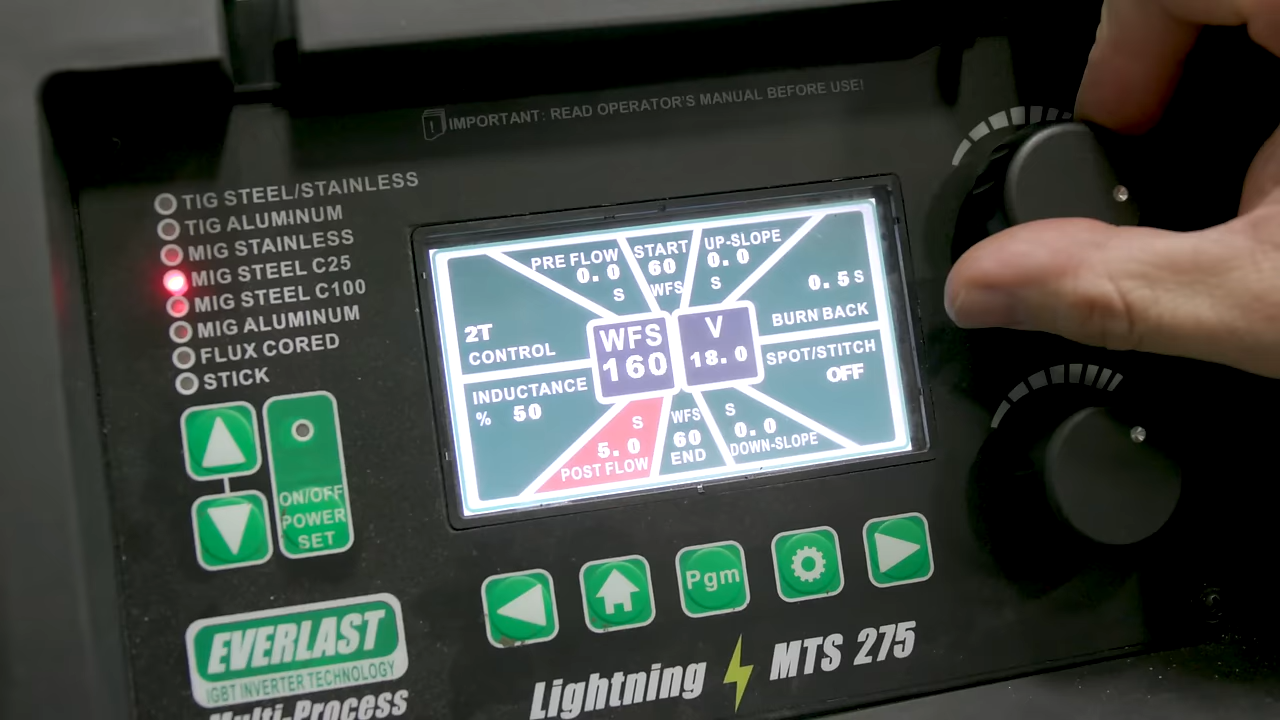 ! IMPORTANT: READ OPERATOR'S MANUAL BEFORE USE!
TIG STEEL/STAINLESS
TIG ALUMINUM
MIG STAINLESS
MIG STEEL C25
MIG STEEL C100
MIG ALUMINUM
FLUX CORED
STICK
ON/OFF
POWER
SET
PRE FLOW
0.0
S
START
60
WFS
UP-SLOPE
0.0
S
0.5 S
BURN BACK
2T
CONTROL
WFS
160
V
18.0
SPOT/STITCH
OFF
INDUCTANCE
% 50
S
5.0
POST FLOW
WFS
60
END
S
0.0
DOWN-SLOPE
Pgm
EVERLAST
IGBT INVERTER TECHNOLOGY
Multi-Process
Lightning MTS 275